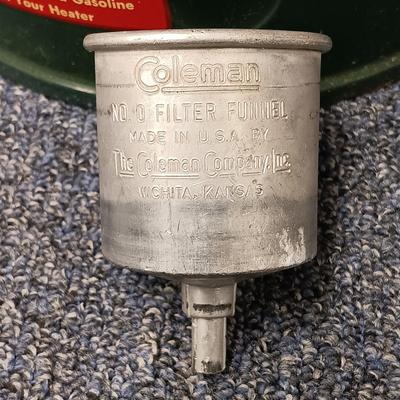 Gasoline
Your Heater
Coleman
NO. 0 FILTER FUNNEL
MADE IN U.S.A. BY
The Coleman Company, Inc.
WICHITA, KANSAS